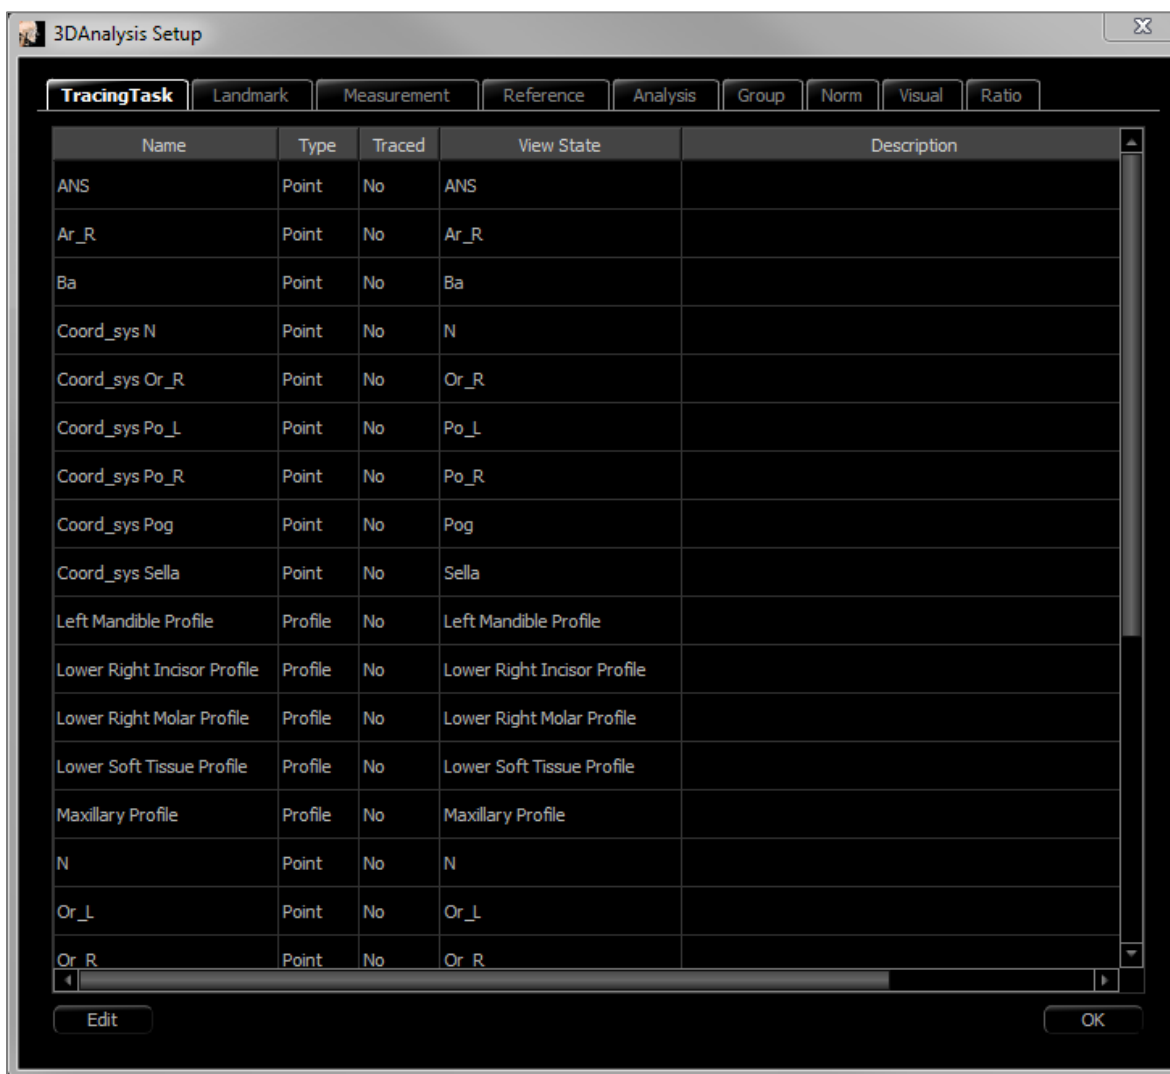 3DAnalysis Setup
TracingTask Landmark Measurement Reference Analysis Group Norm Visual Ratio
Name Type Traced View State Description
ANS Point No ANS
Ar_R Point No Ar_R
Ba Point No Ba
Coord_sys N Point No N
Coord_sys Or_R Point No Or_R
Coord_sys Po_L Point No Po_L
Coord_sys Po_R Point No Po_R
Coord_sys Pog Point No Pog
Coord_sys Sella Point No Sella
Left Mandible Profile Profile No Left Mandible Profile
Lower Right Incisor Profile Profile No Lower Right Incisor Profile
Lower Right Molar Profile Profile No Lower Right Molar Profile
Lower Soft Tissue Profile Profile No Lower Soft Tissue Profile
Maxillary Profile Profile No Maxillary Profile
N Point No N
Or_L Point No Or_L
Or_R Point No Or_R
Edit OK